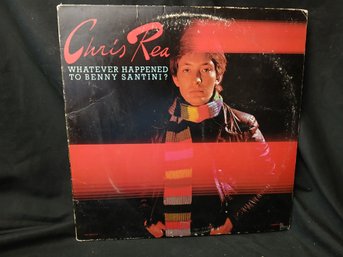 Chris Rea
WHATEVER HAPPENED
TO BENNY SANTINI?